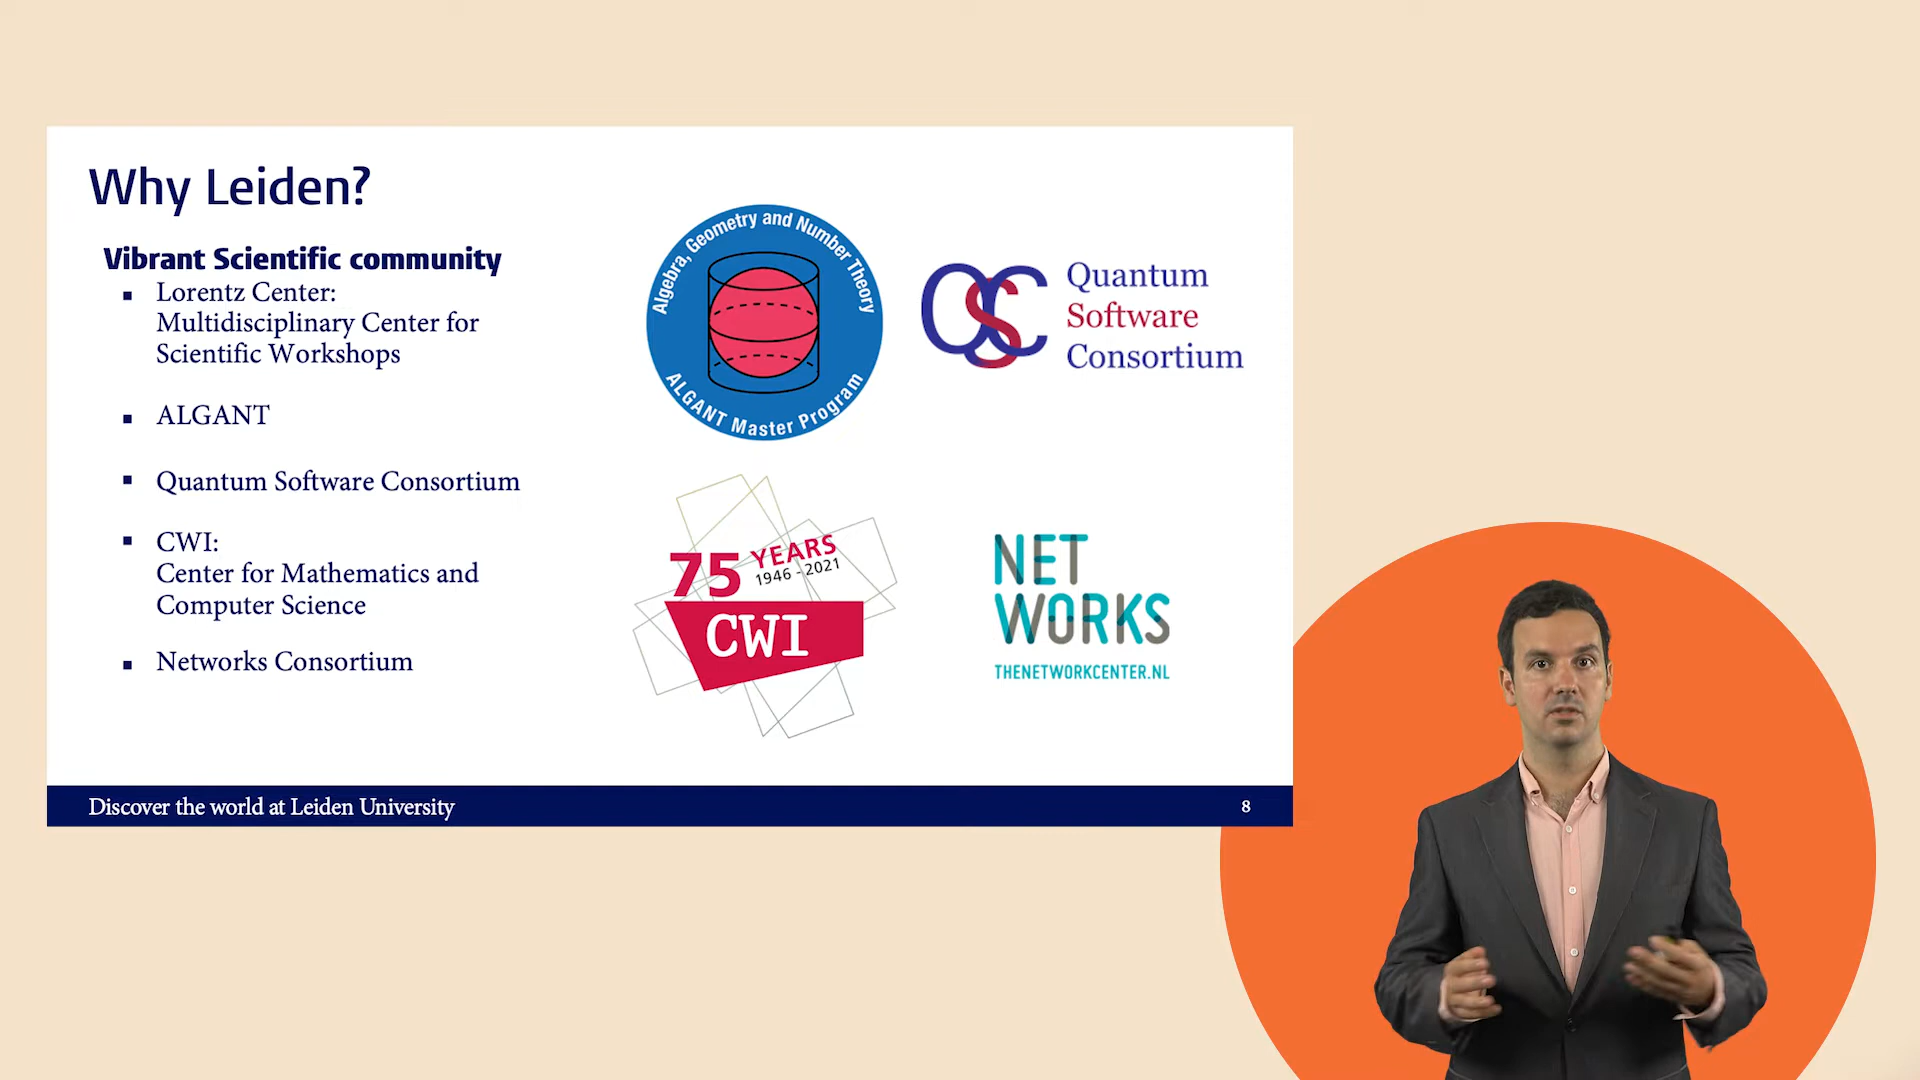 Why Leiden?
Vibrant Scientific community
Lorentz Center:
Multidisciplinary Center for
Scientific Workshops
ALGANT
Quantum Software Consortium
CWI:
Center for Mathematics and
Computer Science
Networks Consortium
Algebra, Geometry and Number Theory
ALGANT Master Program
QSC
Quantum
Software
Consortium
75 YEARS
1946 - 2021
CWI
NET
WORKS
THENETWORKCENTER.NL
Discover the world at Leiden University
8